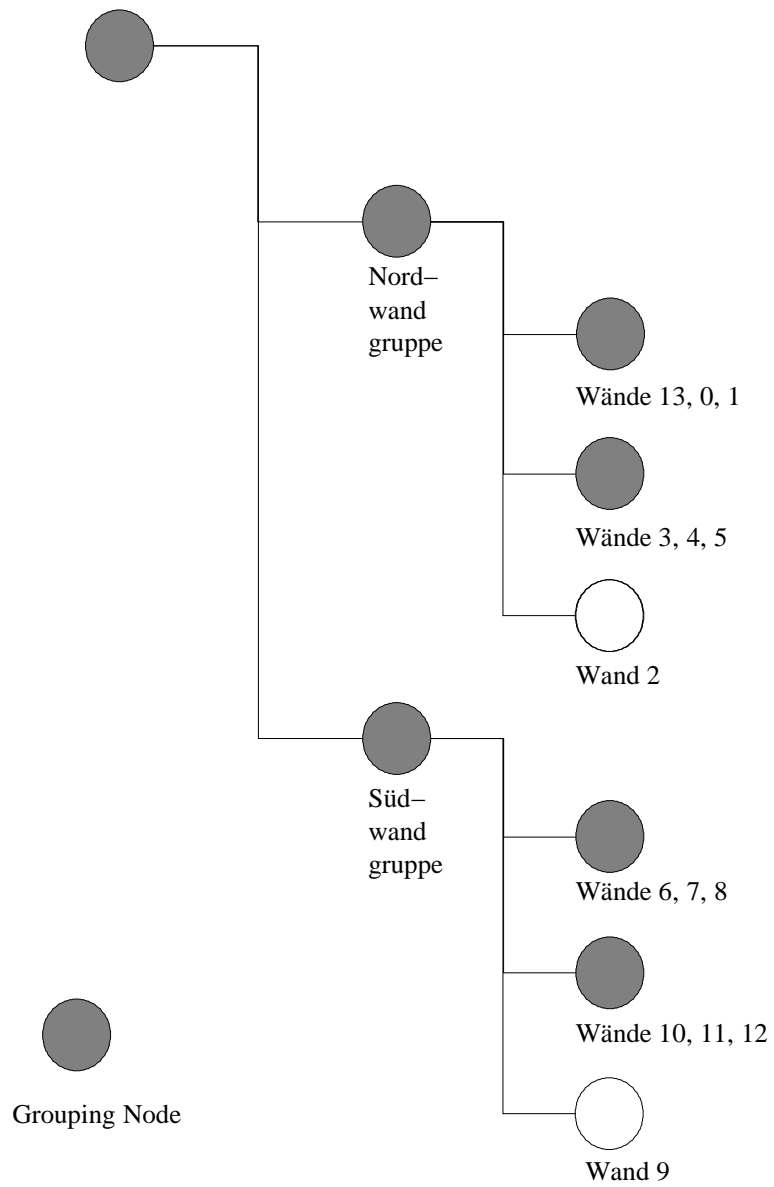 Nord–
wand
gruppe
Wände 13, 0, 1
Wände 3, 4, 5
Wand 2
Süd–
wand
gruppe
Wände 6, 7, 8
Wände 10, 11, 12
Grouping Node
Wand 9